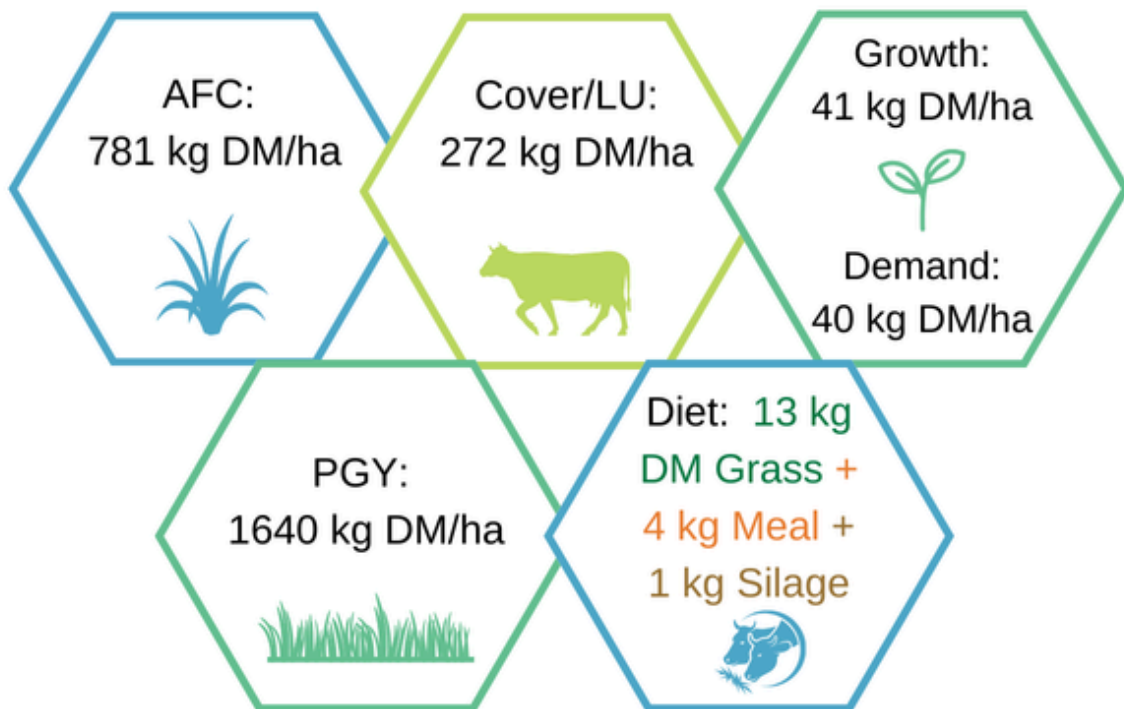 AFC:
781 kg DM/ha
Cover/LU:
272 kg DM/ha
Growth:
41 kg DM/ha
Demand:
40 kg DM/ha
PGY:
1640 kg DM/ha
Diet: 13 kg
DM Grass +
4 kg Meal +
1 kg Silage